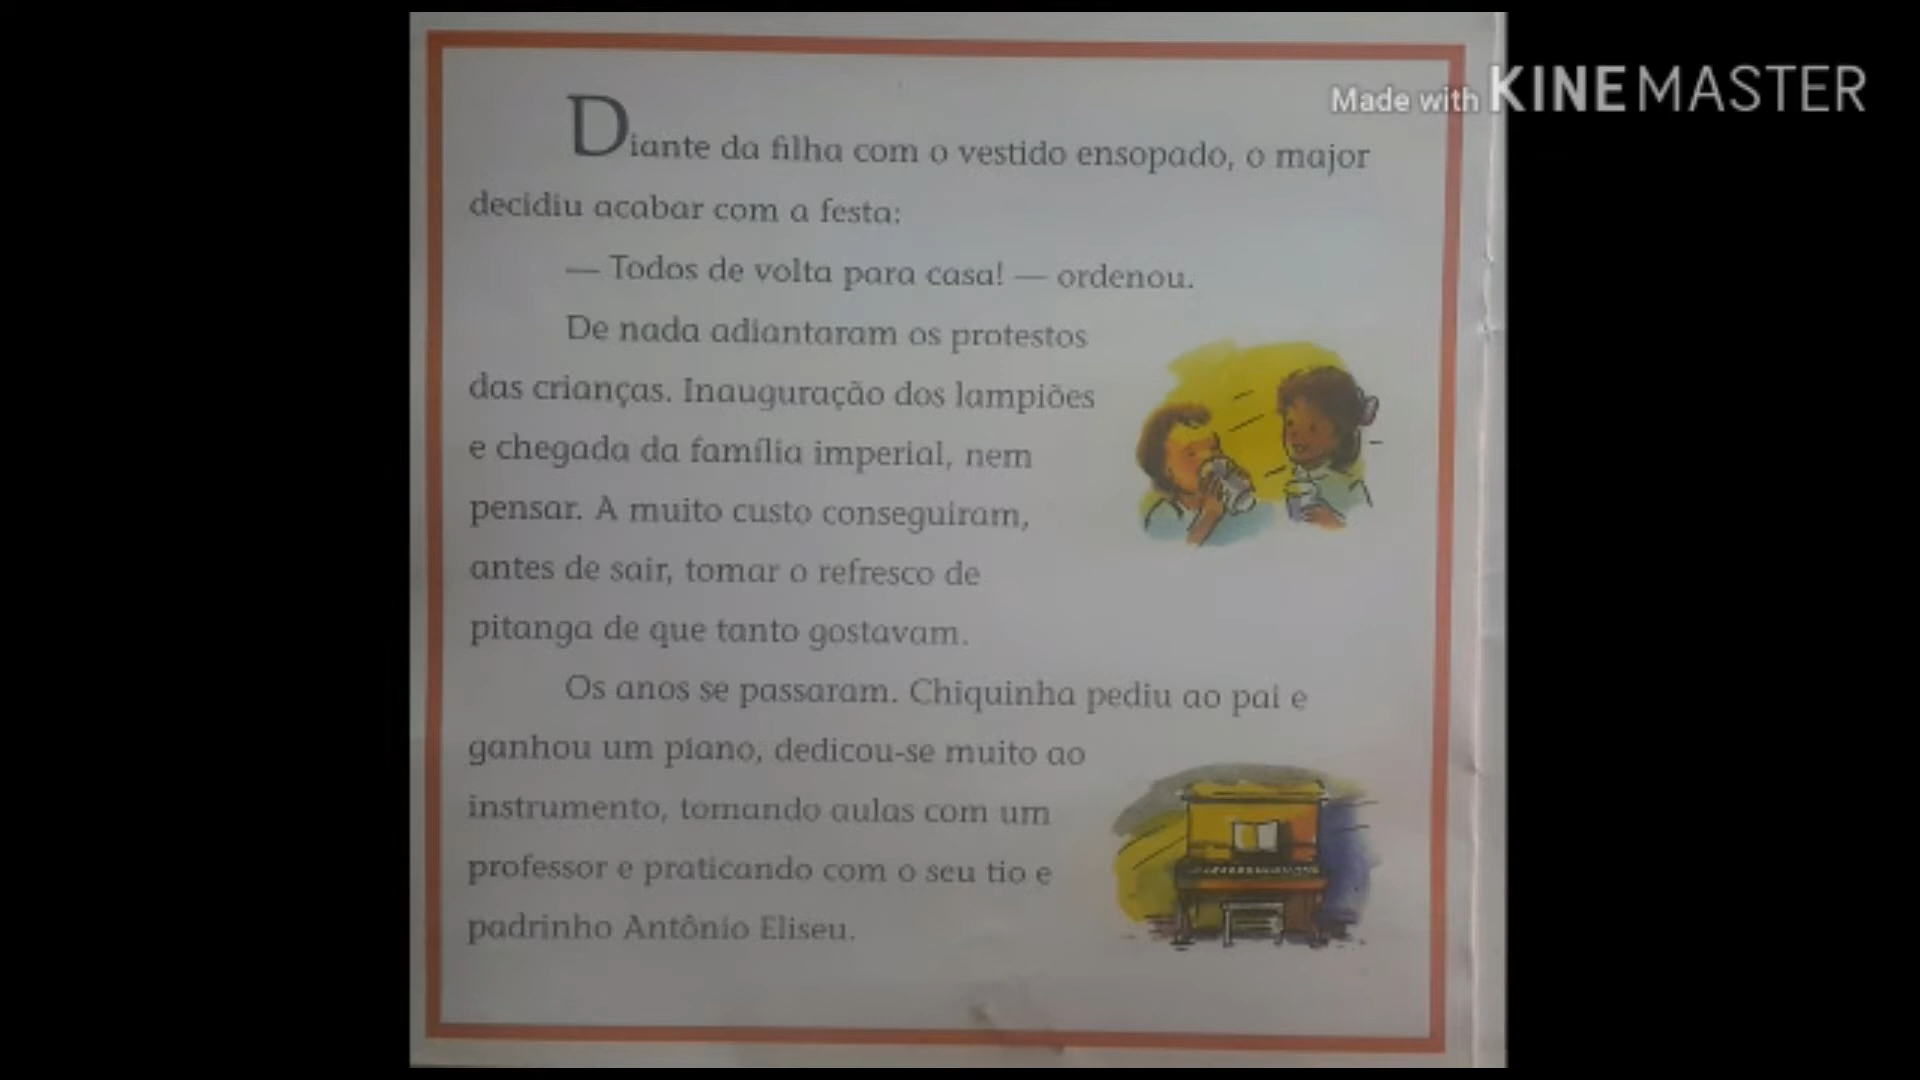 Made with KINEMASTER
Diante da filha com o vestido ensopado, o major
decidiu acabar com a festa:
— Todos de volta para casa! — ordenou.
De nada adiantaram os protestos
das crianças. Inauguração dos lampiões
e chegada da família imperial, nem
pensar. A muito custo conseguiram,
antes de sair, tomar o refresco de
pitanga de que tanto gostavam.
Os anos se passaram. Chiquinha pediu ao pai e
ganhou um piano, dedicou-se muito ao
instrumento, tomando aulas com um
professor e praticando com o seu tio e
padrinho Antônio Eliseu.